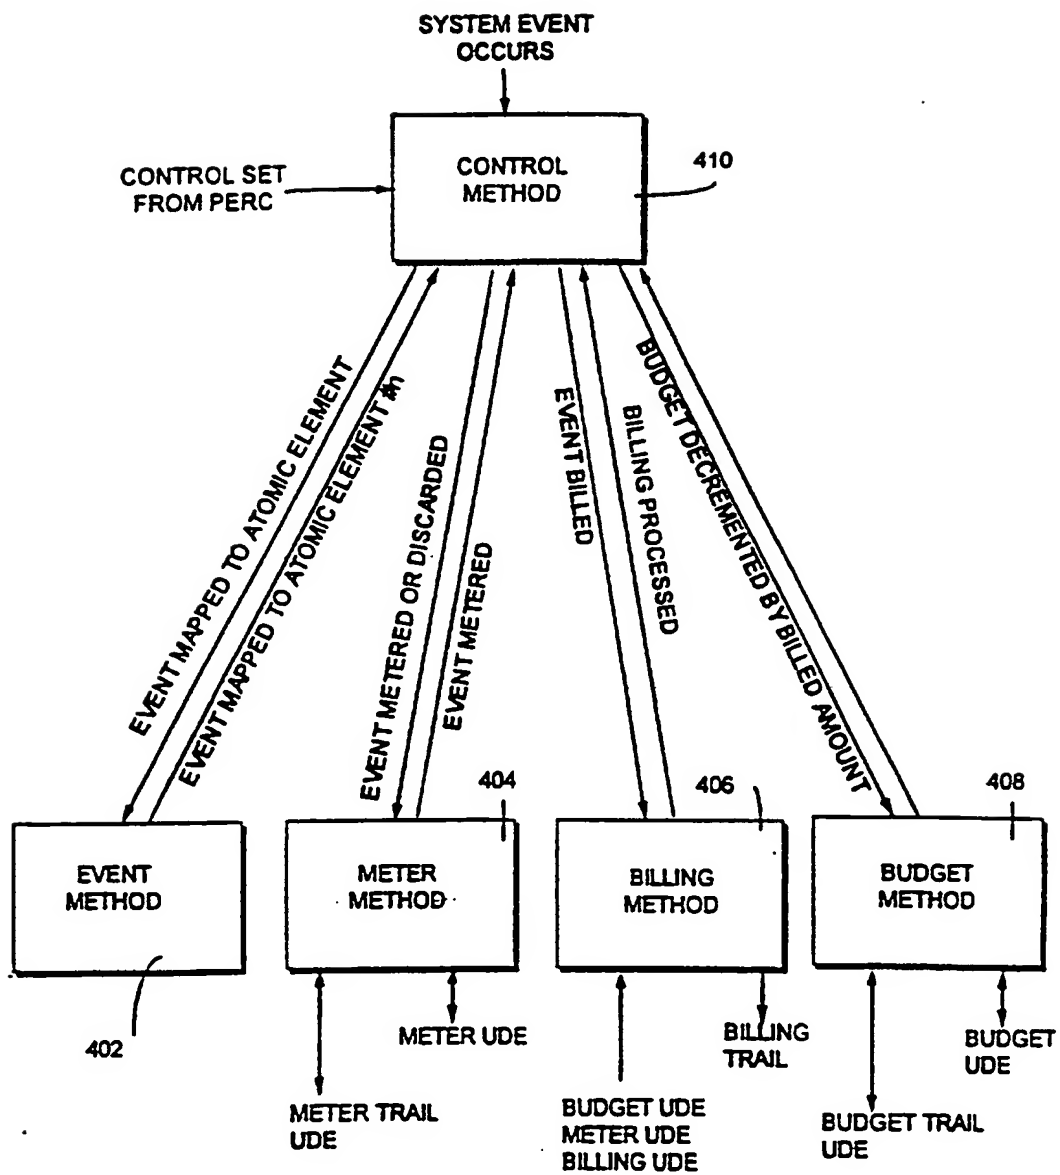 SYSTEM EVENT
OCCURS
CONTROL
METHOD
410
CONTROL SET
FROM PERC
EVENT MAPPED TO ATOMIC ELEMENT
EVENT MAPPED TO ATOMIC ELEMENT #n
EVENT METERED OR DISCARDED
EVENT METERED
EVENT BILLED
BILLING PROCESSED
BUDGET DECREMENTED BY BILLED AMOUNT
404
406
408
EVENT
METHOD
METER
METHOD
BILLING
METHOD
BUDGET
METHOD
402
METER UDE
BILLING
TRAIL
BUDGET
UDE
METER TRAIL
UDE
BUDGET UDE
METER UDE
BILLING UDE
BUDGET TRAIL
UDE